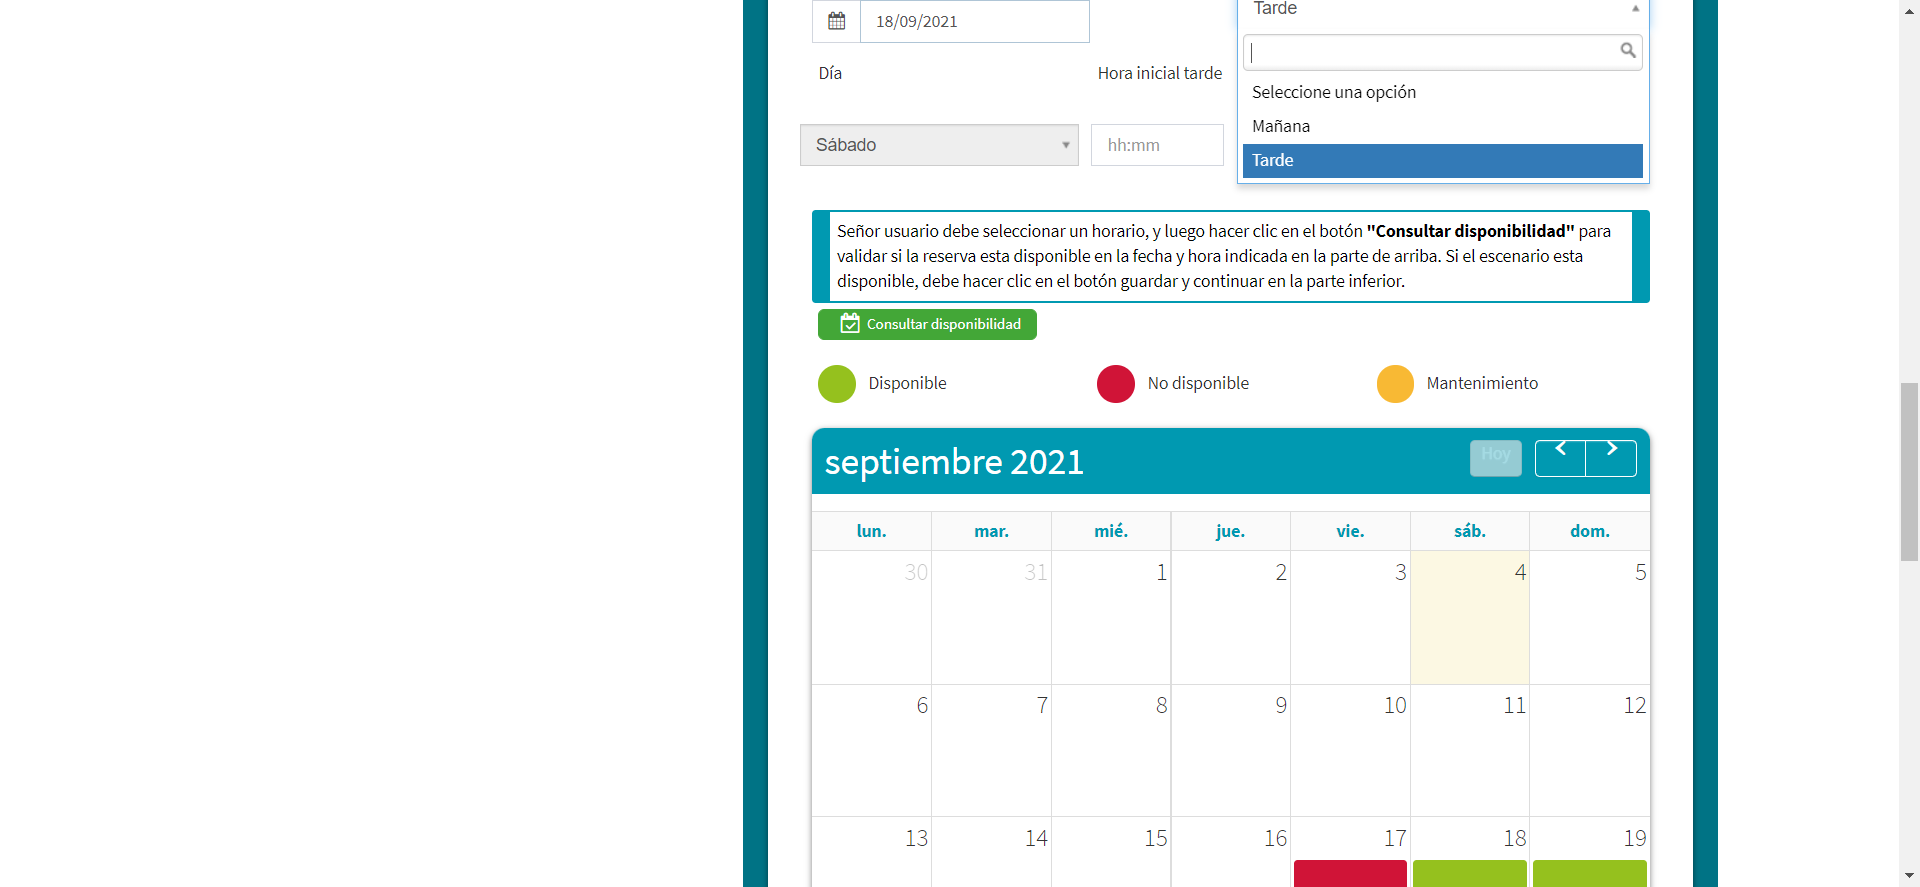 Tarde
18/09/2021
Día
Hora inicial tarde
Seleccione una opción
Mañana
Sábado
hh:mm
Tarde
Señor usuario debe seleccionar un horario, y luego hacer clic en el botón "Consultar disponibilidad" para
validar si la reserva esta disponible en la fecha y hora indicada en la parte de arriba. Si el escenario esta
disponible, debe hacer clic en el botón guardar y continuar en la parte inferior.
Consultar disponibilidad
Disponible
No disponible
Mantenimiento
septiembre 2021
Hoy
lun. mar. mié. jue. vie. sáb. dom.
30 31 1 2 3 4 5
6 7 8 9 10 11 12
13 14 15 16 17 18 19